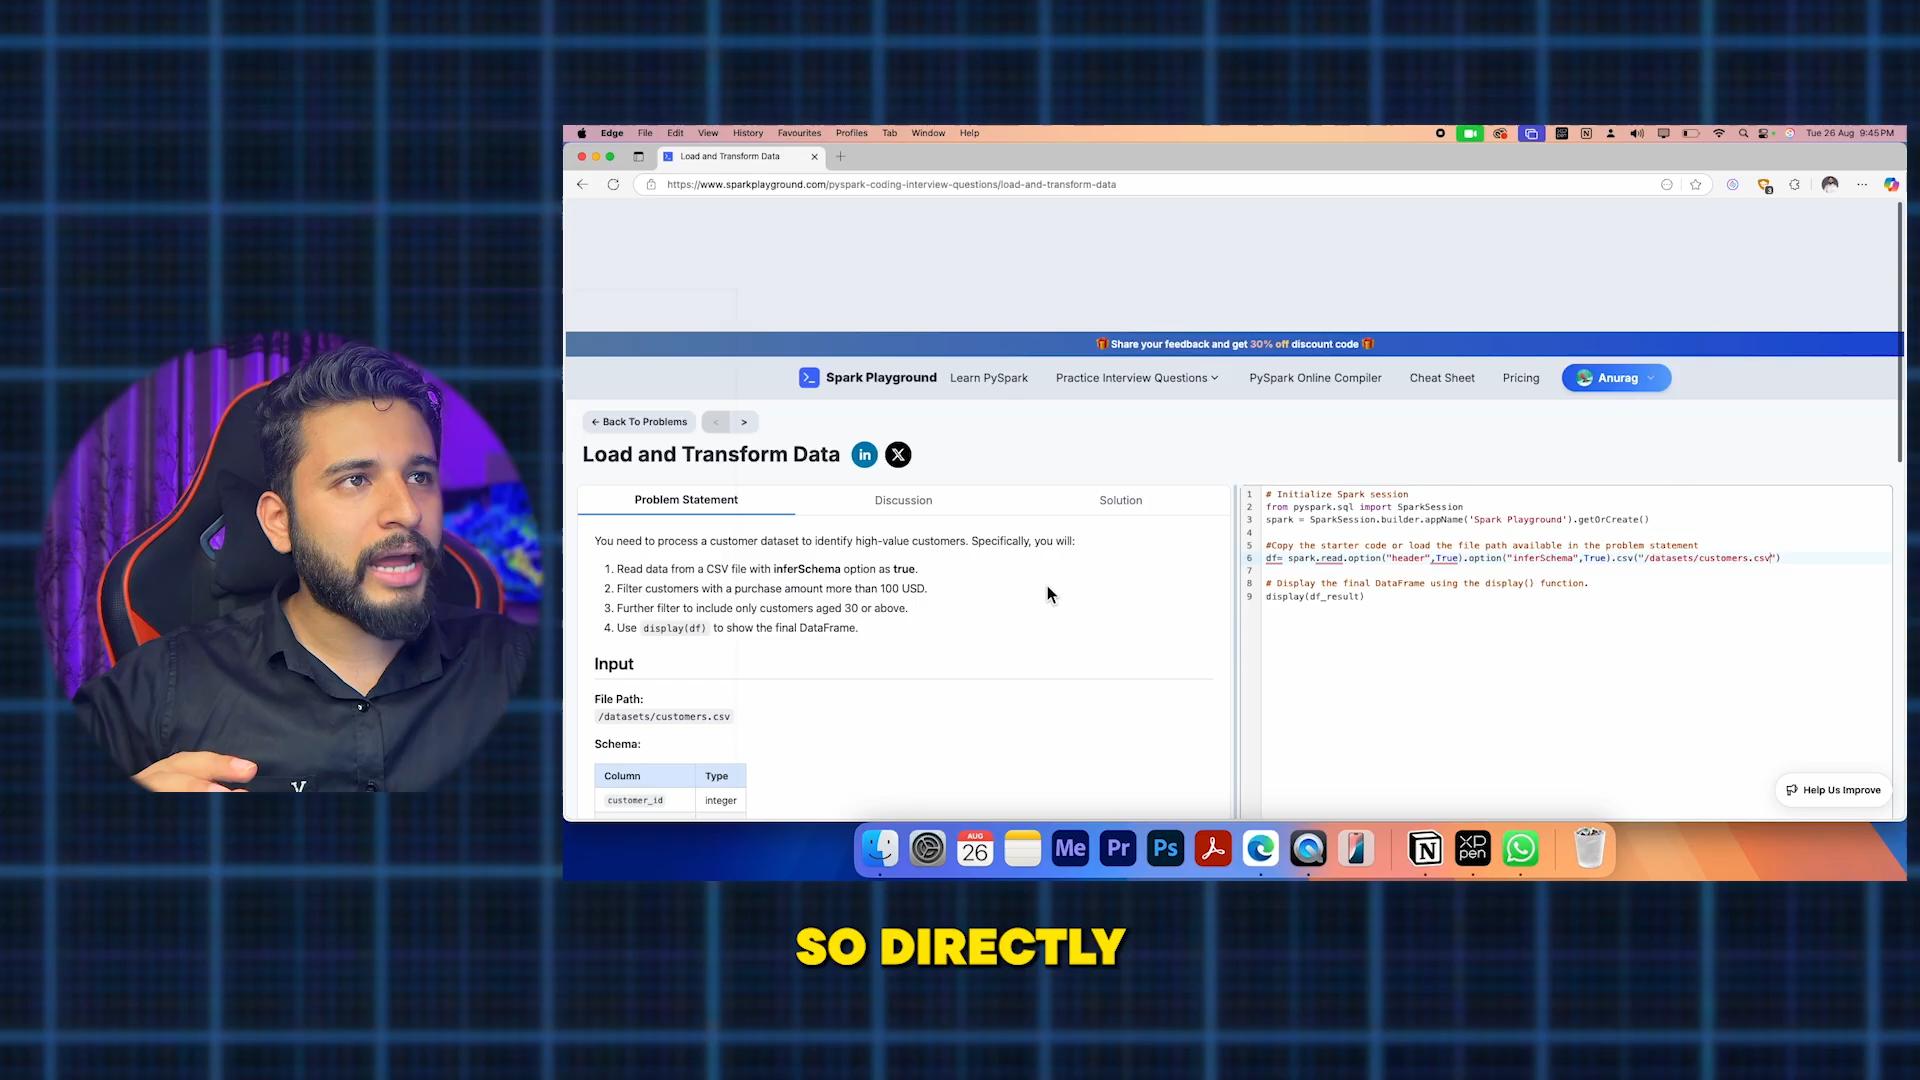 Edge File Edit View History Favourites Profiles Tab Window Help
Tue 26 Aug 9:45 PM
Load and Transform Data
https://www.sparkplayground.com/pyspark-coding-interview-questions/load-and-transform-data
3
Share your feedback and get 30% off discount code
Spark Playground Learn PySpark Practice Interview Questions PySpark Online Compiler Cheat Sheet Pricing Anurag
← Back To Problems < >
Load and Transform Data in X
Problem Statement Discussion Solution
You need to process a customer dataset to identify high-value customers. Specifically, you will:
1. Read data from a CSV file with inferSchema option as true.
2. Filter customers with a purchase amount more than 100 USD.
3. Further filter to include only customers aged 30 or above.
4. Use display(df) to show the final DataFrame.
Input
File Path:
/datasets/customers.csv
Schema:
Column Type
customer_id integer
1 # Initialize Spark session
2 from pyspark.sql import SparkSession
3 spark = SparkSession.builder.appName('Spark Playground').getOrCreate()
4
5 #Copy the starter code or load the file path available in the problem statement
6 df= spark.read.option("header",True).option("inferSchema",True).csv("/datasets/customers.csv")
7
8 # Display the final DataFrame using the display() function.
9 display(df_result)
Help Us Improve
AUG
26
Me
Pr
Ps
N
XP
pen
SO DIRECTLY